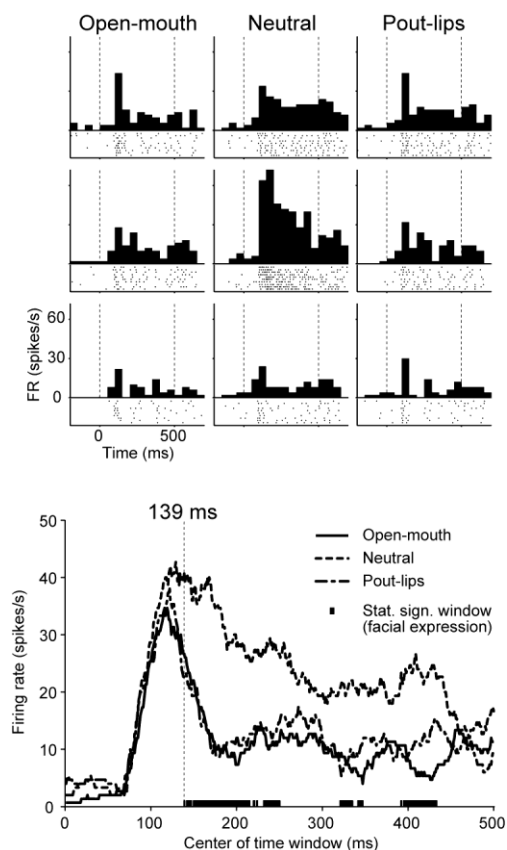 Open-mouth Neutral Pout-lips
60
30
0
FR (spikes/s)
0 500
Time (ms)
139 ms
50
40
30
20
10
0
Firing rate (spikes/s)
Open-mouth
Neutral
Pout-lips
Stat. sign. window
(facial expression)
0 100 200 300 400 500
Center of time window (ms)